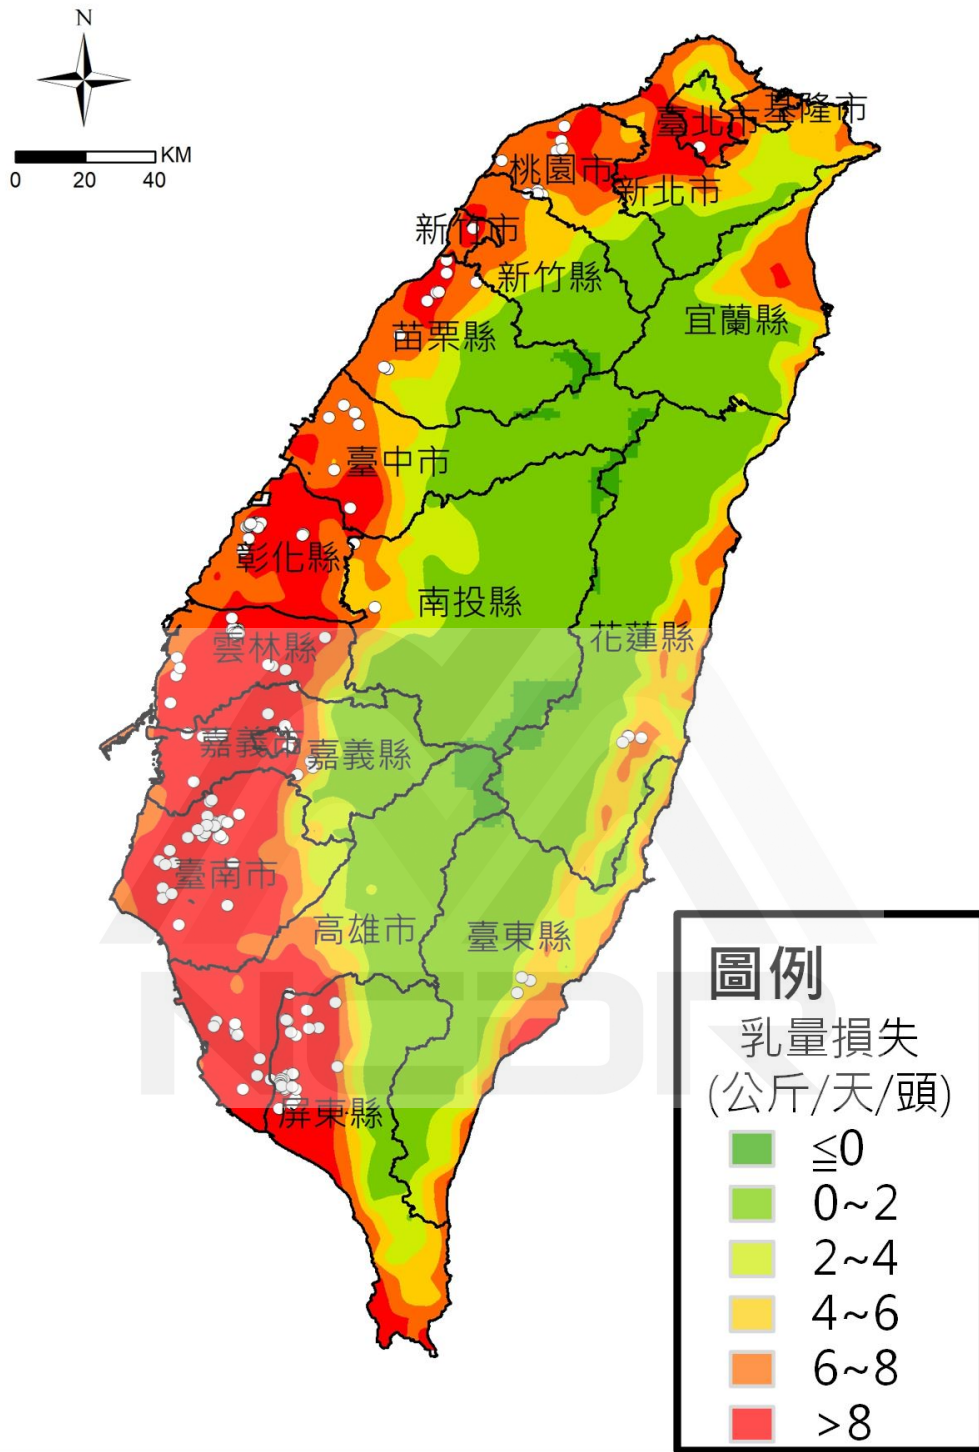 N
KM
0 20 40
基隆市
臺北市
桃園市
新北市
新竹市
新竹縣
宜蘭縣
苗栗縣
臺中市
彰化縣
南投縣
花蓮縣
雲林縣
嘉義市
嘉義縣
臺南市
高雄市
臺東縣
屏東縣
NCDR
圖例
乳量損失
(公斤/天/頭)
≦0
0~2
2~4
4~6
6~8
>8